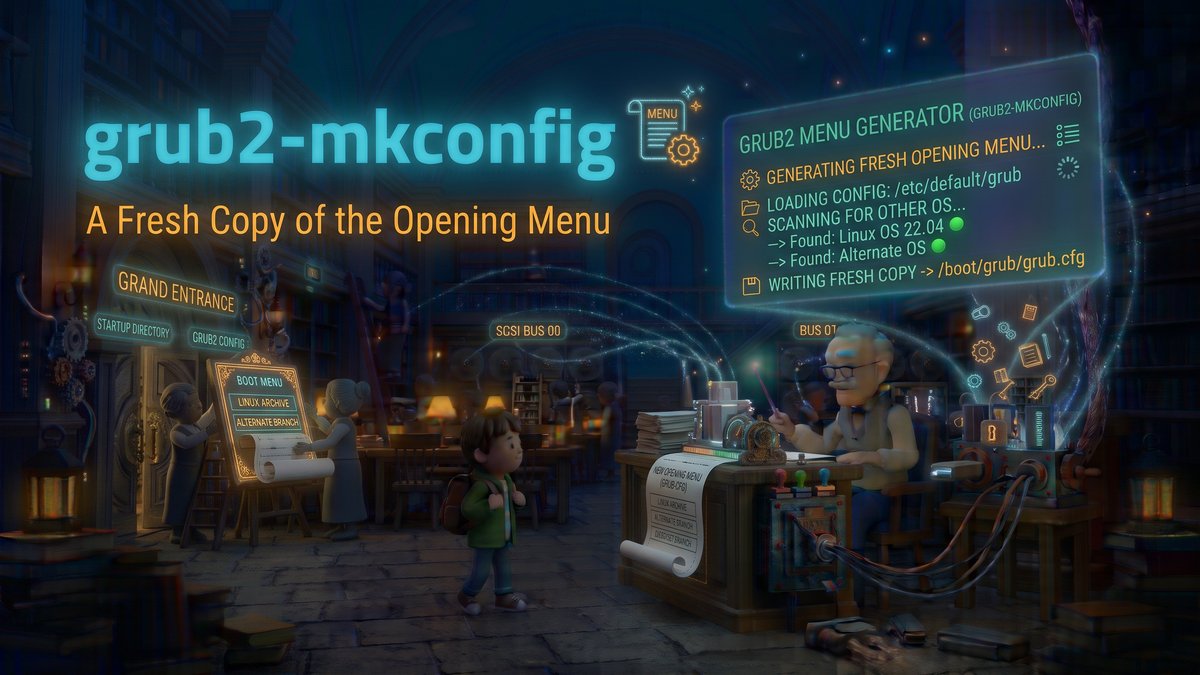 grub2-mkconfig
A Fresh Copy of the Opening Menu
MENU
GRUB2 MENU GENERATOR (GRUB2-MKCONFIG)
GENERATING FRESH OPENING MENU...
LOADING CONFIG: /etc/default/grub
SCANNING FOR OTHER OS...
—> Found: Linux OS 22.04
—> Found: Alternate OS
WRITING FRESH COPY -> /boot/grub/grub.cfg
GRAND ENTRANCE
STARTUP DIRECTORY
GRUB2 CONFIG
BOOT MENU
LINUX ARCHIVE
ALTERNATE BRANCH
SGSI BUS 00
BUS 01
NEW OPENING MENU
(GRUB-CFG)
LINUX ARCHIVE
ALTERNATE BRANCH
BRANCH